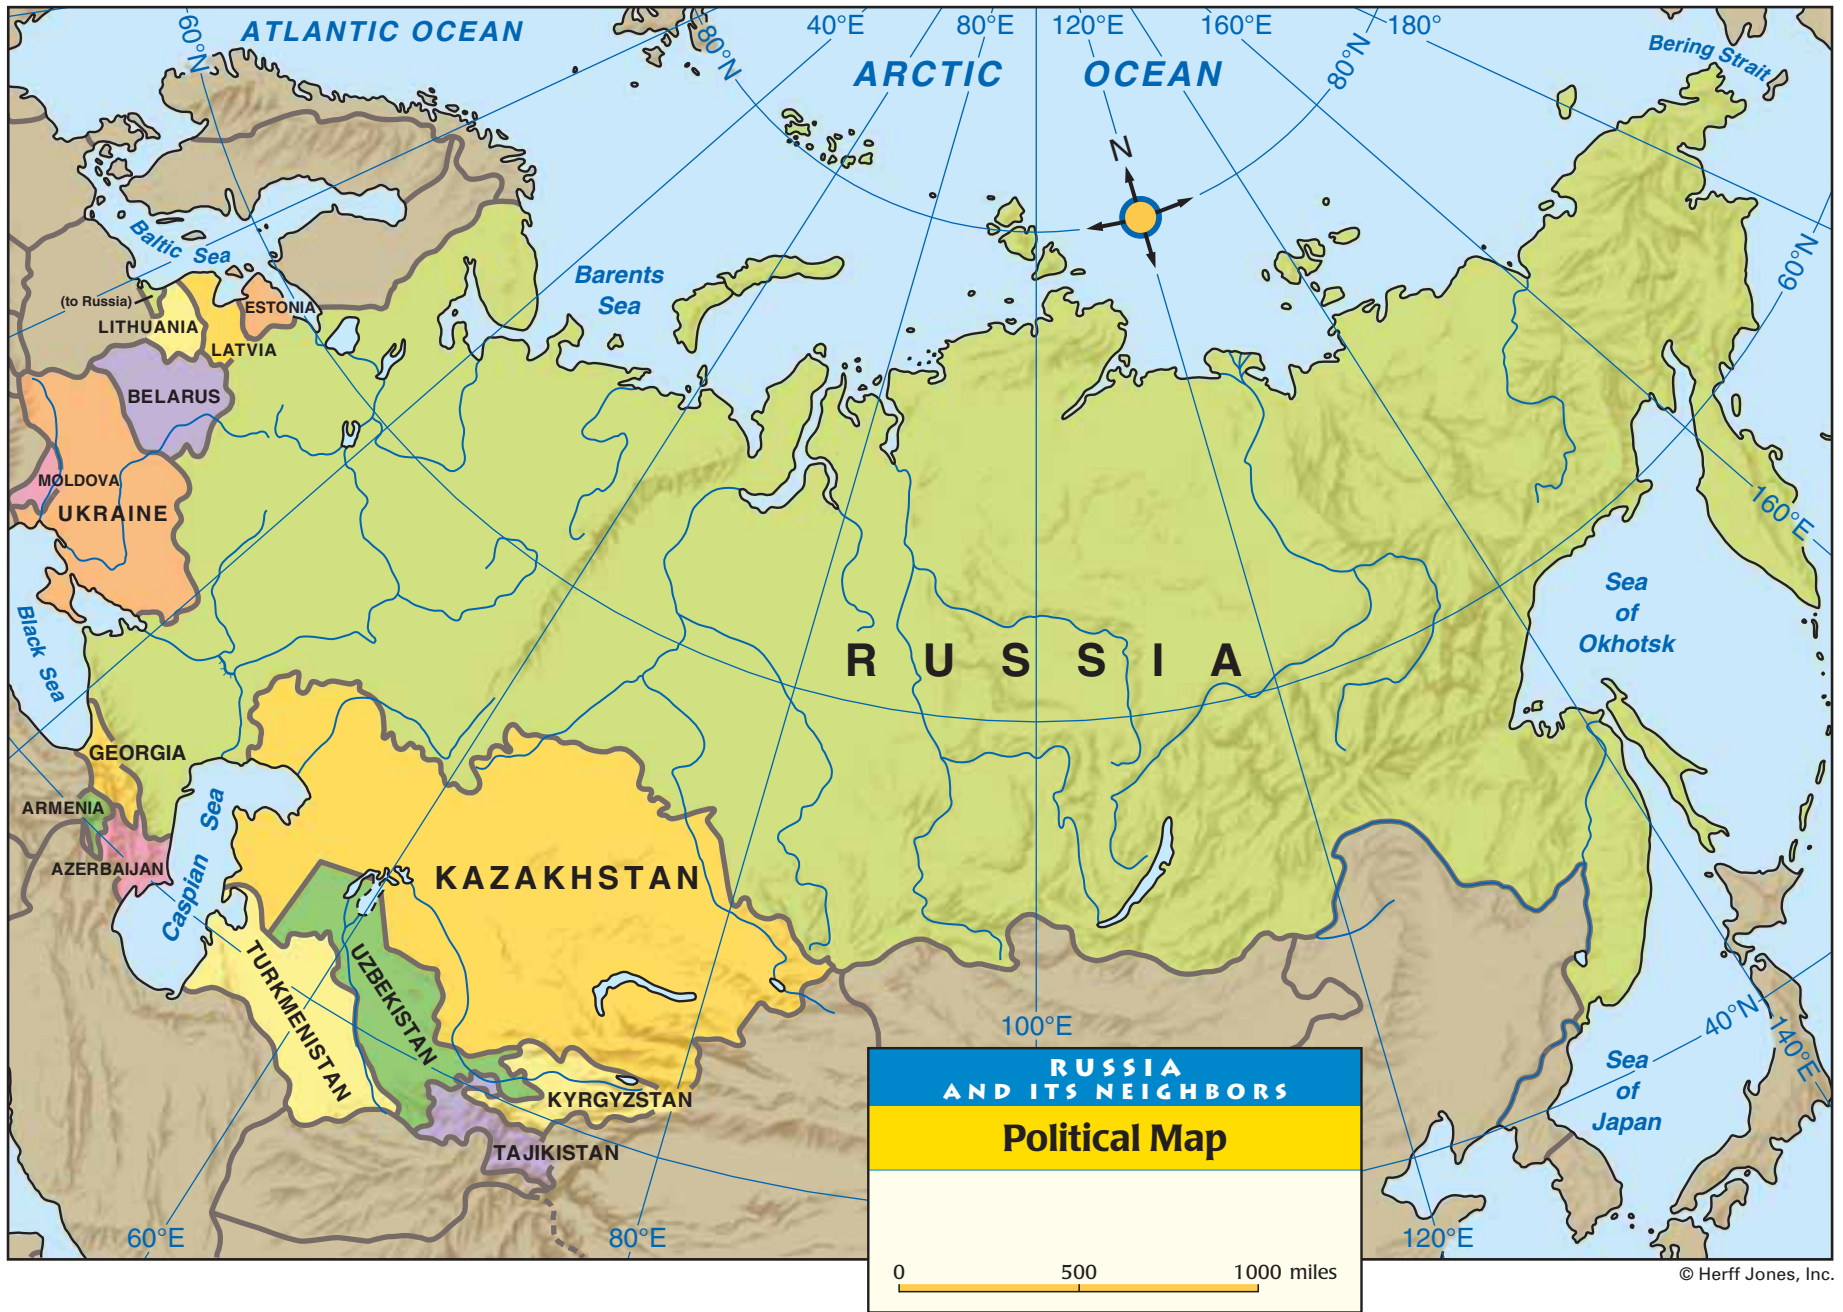 ATLANTIC OCEAN
60°N
80°N
40°E
80°E
120°E
160°E
180°
80°N
Bering Strait
ARCTIC OCEAN
N
Baltic Sea
Barents
Sea
60°N
(to Russia)
ESTONIA
LITHUANIA
LATVIA
BELARUS
MOLDOVA
UKRAINE
160°E
Black Sea
Sea
of
Okhotsk
RUSSIA
GEORGIA
ARMENIA
AZERBAIJAN
Caspian Sea
KAZAKHSTAN
TURKMENISTAN
UZBEKISTAN
KYRGYZSTAN
TAJIKISTAN
100°E
40°N
140°E
Sea
of
Japan
60°E
80°E
120°E
RUSSIA
AND ITS NEIGHBORS
Political Map
0 500 1000 miles
© Herff Jones, Inc.